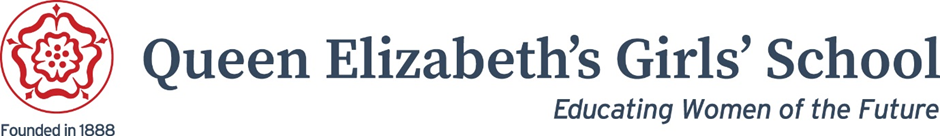 Queen Elizabeth's Girls' School
Educating Women of the Future
Founded in 1888